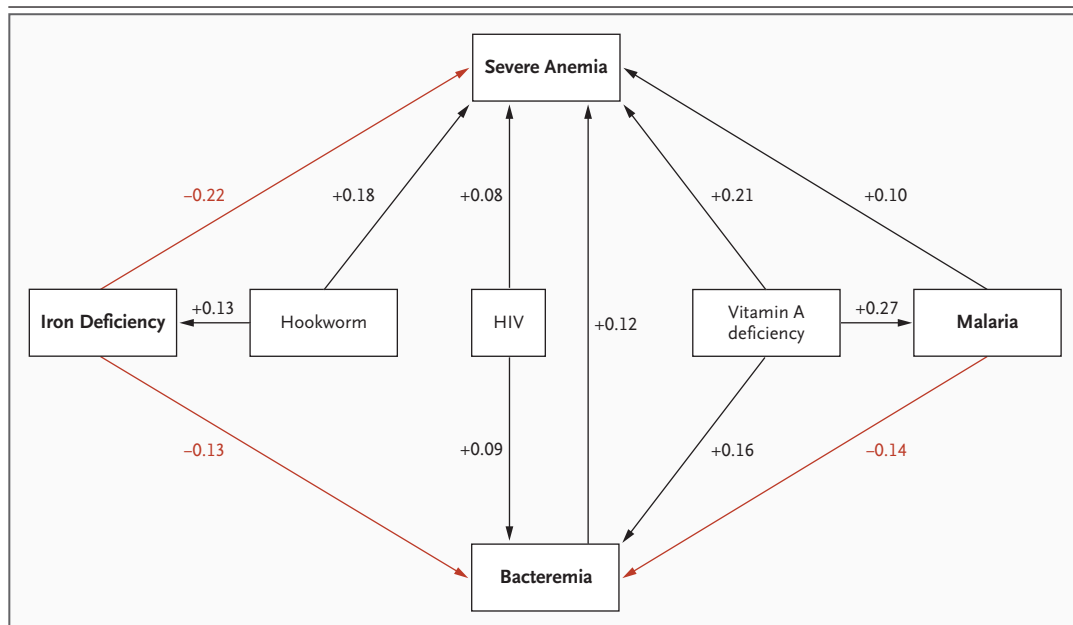 Severe Anemia
–0.22
+0.18
+0.08
+0.21
+0.10
Iron Deficiency
+0.13
Hookworm
HIV
+0.12
Vitamin A
deficiency
+0.27
Malaria
–0.13
+0.09
+0.16
–0.14
Bacteremia